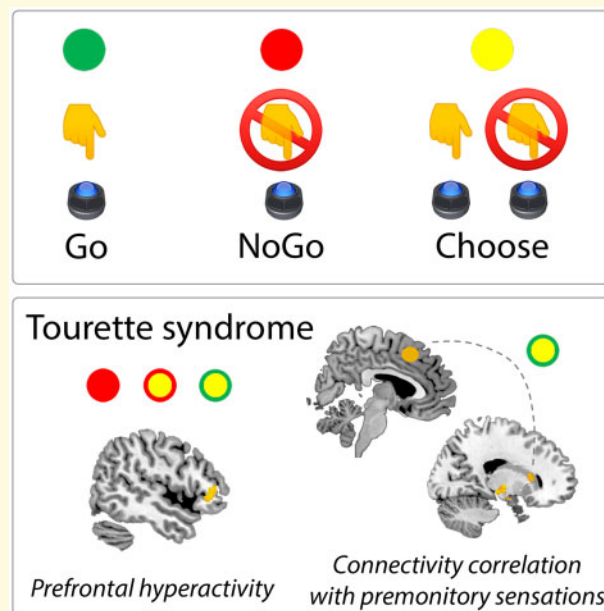 Go NoGo Choose
Tourette syndrome
Prefrontal hyperactivity
Connectivity correlation
with premonitory sensations